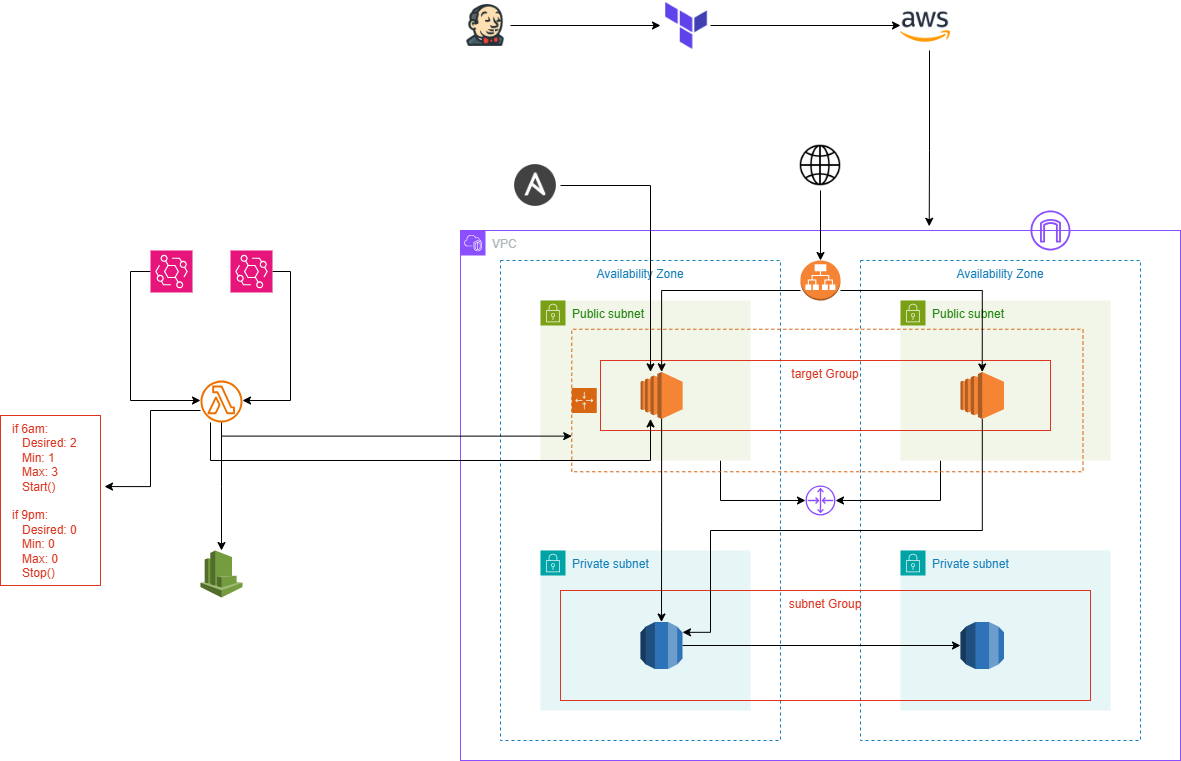 aws
VPC
Availability Zone
Availability Zone
Public subnet
Public subnet
target Group
if 6am:
Desired: 2
Min: 1
Max: 3
Start()
if 9pm:
Desired: 0
Min: 0
Max: 0
Stop()
Private subnet
Private subnet
subnet Group